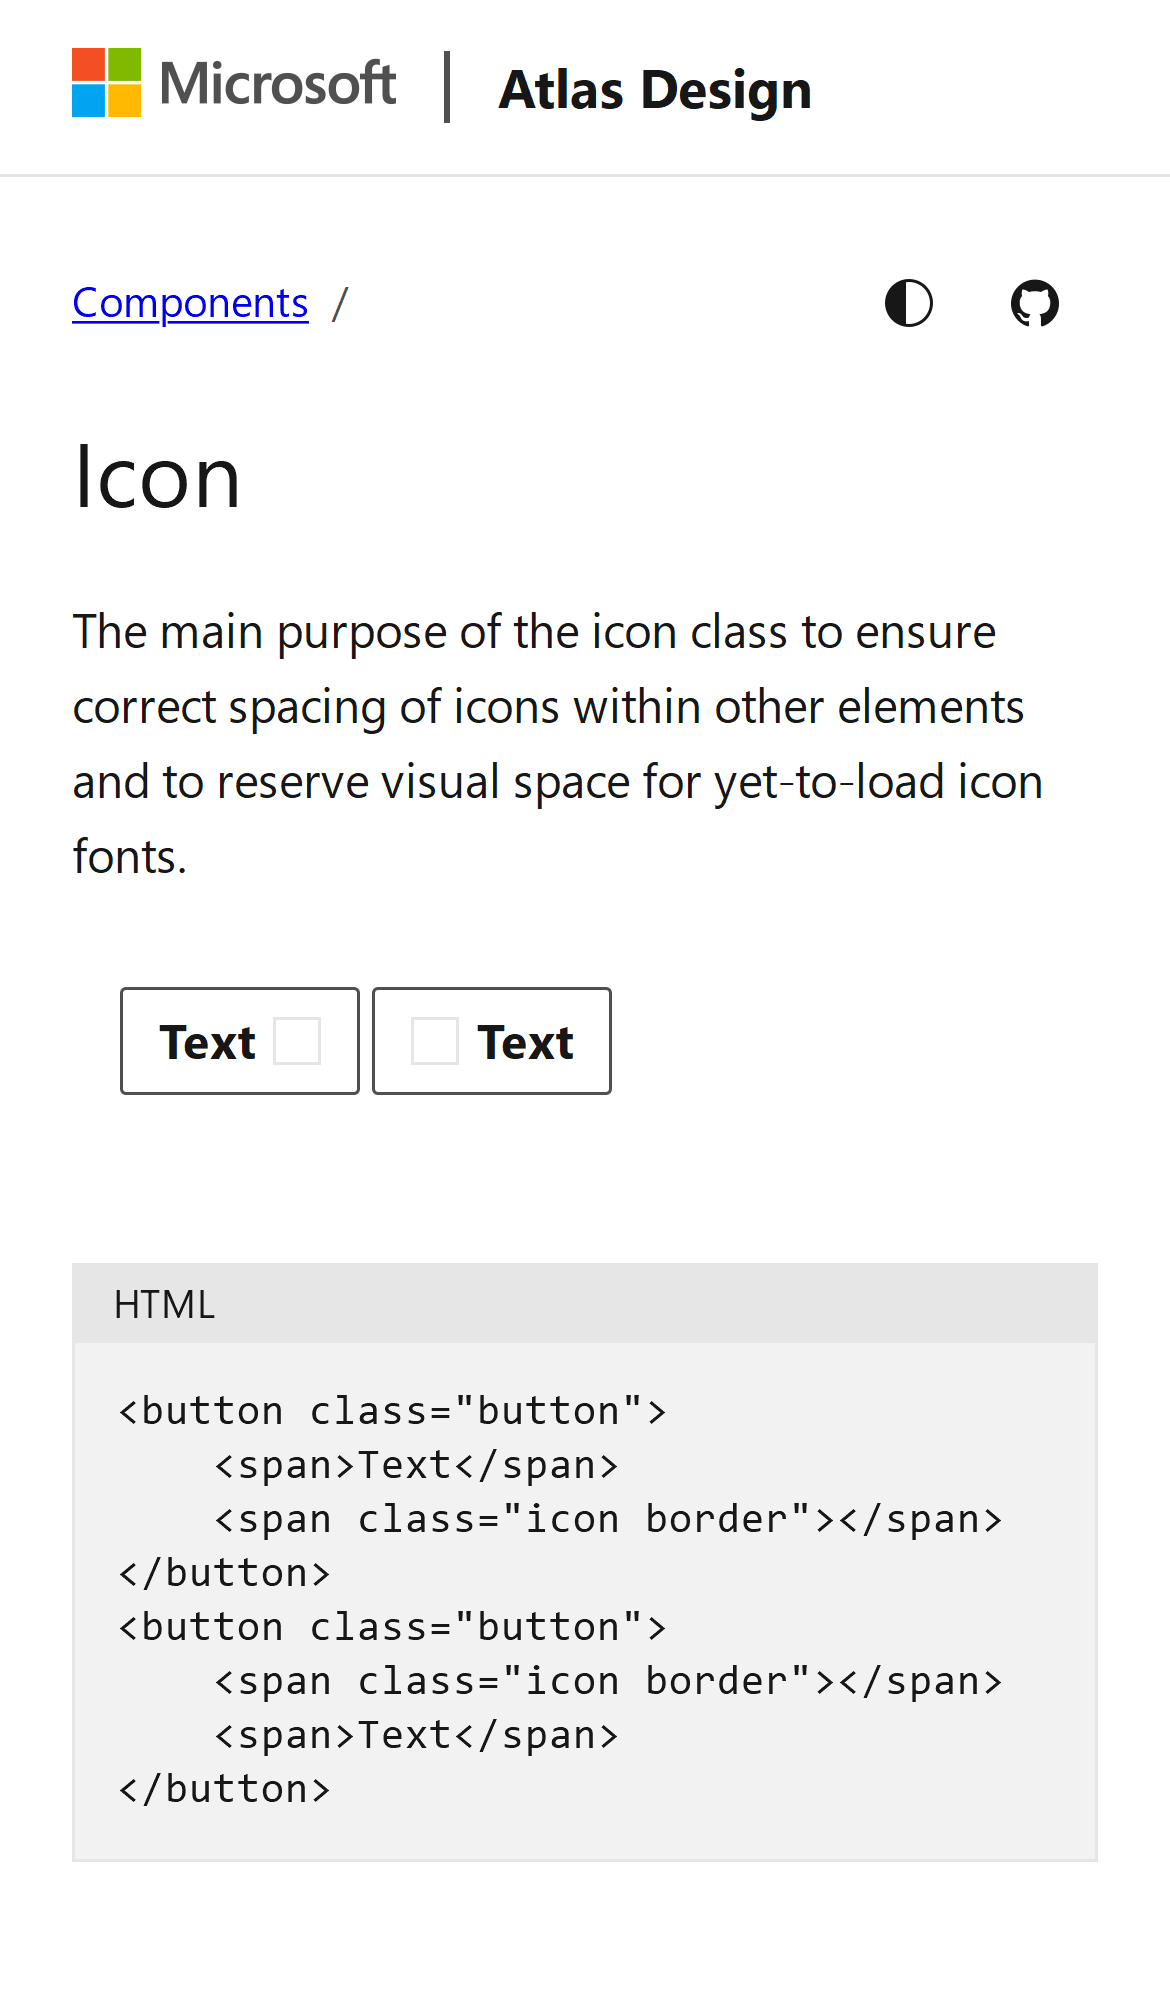 Microsoft | Atlas Design
Components /
Icon
The main purpose of the icon class to ensure
correct spacing of icons within other elements
and to reserve visual space for yet-to-load icon
fonts.
Text Text
HTML
<button class="button">
    <span>Text</span>
    <span class="icon border"></span>
</button>
<button class="button">
    <span class="icon border"></span>
    <span>Text</span>
</button>